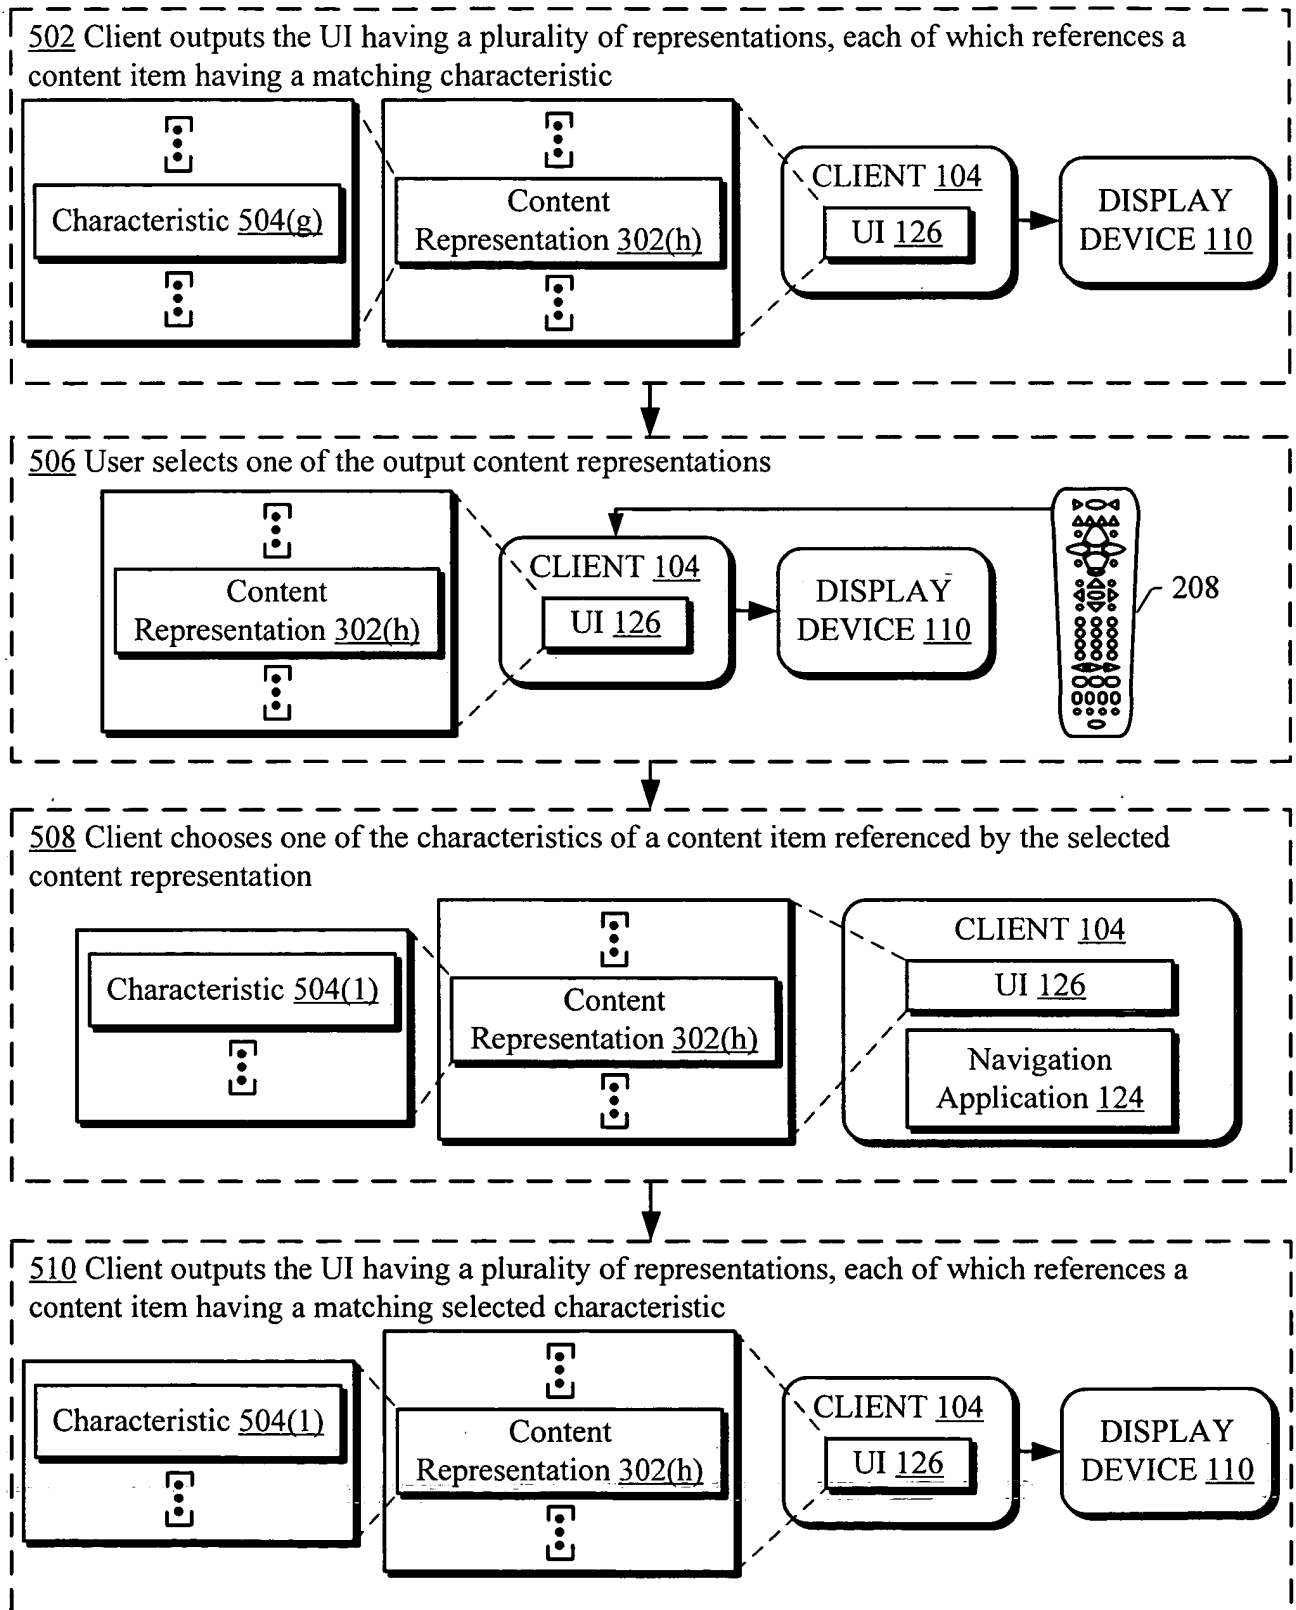 502 Client outputs the UI having a plurality of representations, each of which references a
content item having a matching characteristic
Characteristic 504(g)
Content
Representation 302(h)
CLIENT 104
UI 126
DISPLAY
DEVICE 110
506 User selects one of the output content representations
Content
Representation 302(h)
CLIENT 104
UI 126
DISPLAY
DEVICE 110
208
508 Client chooses one of the characteristics of a content item referenced by the selected
content representation
Characteristic 504(1)
Content
Representation 302(h)
CLIENT 104
UI 126
Navigation
Application 124
510 Client outputs the UI having a plurality of representations, each of which references a
content item having a matching selected characteristic
Characteristic 504(1)
Content
Representation 302(h)
CLIENT 104
UI 126
DISPLAY
DEVICE 110